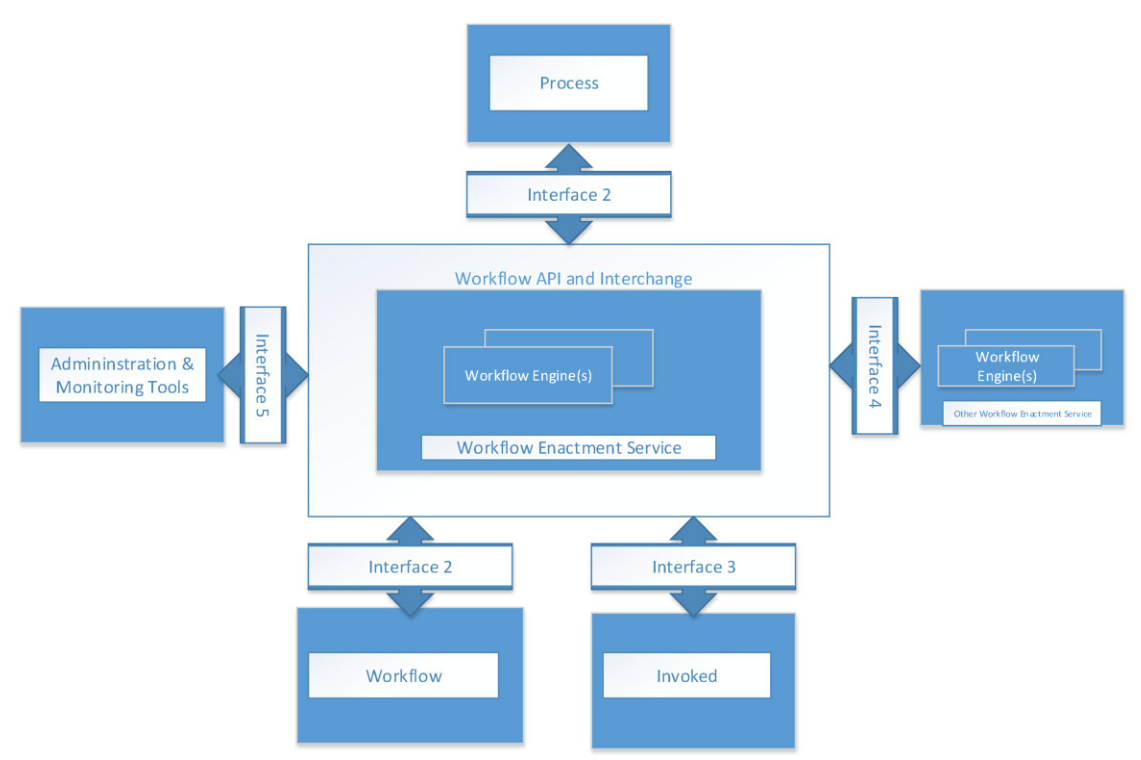 Process
Interface 2
Workflow API and Interchange
Admininstration &
Monitoring Tools
Interface 5
Workflow Engine(s)
Workflow Enactment Service
Interface 4
Workflow
Engine(s)
Other Workflow Enactment Service
Interface 2
Interface 3
Workflow
Invoked